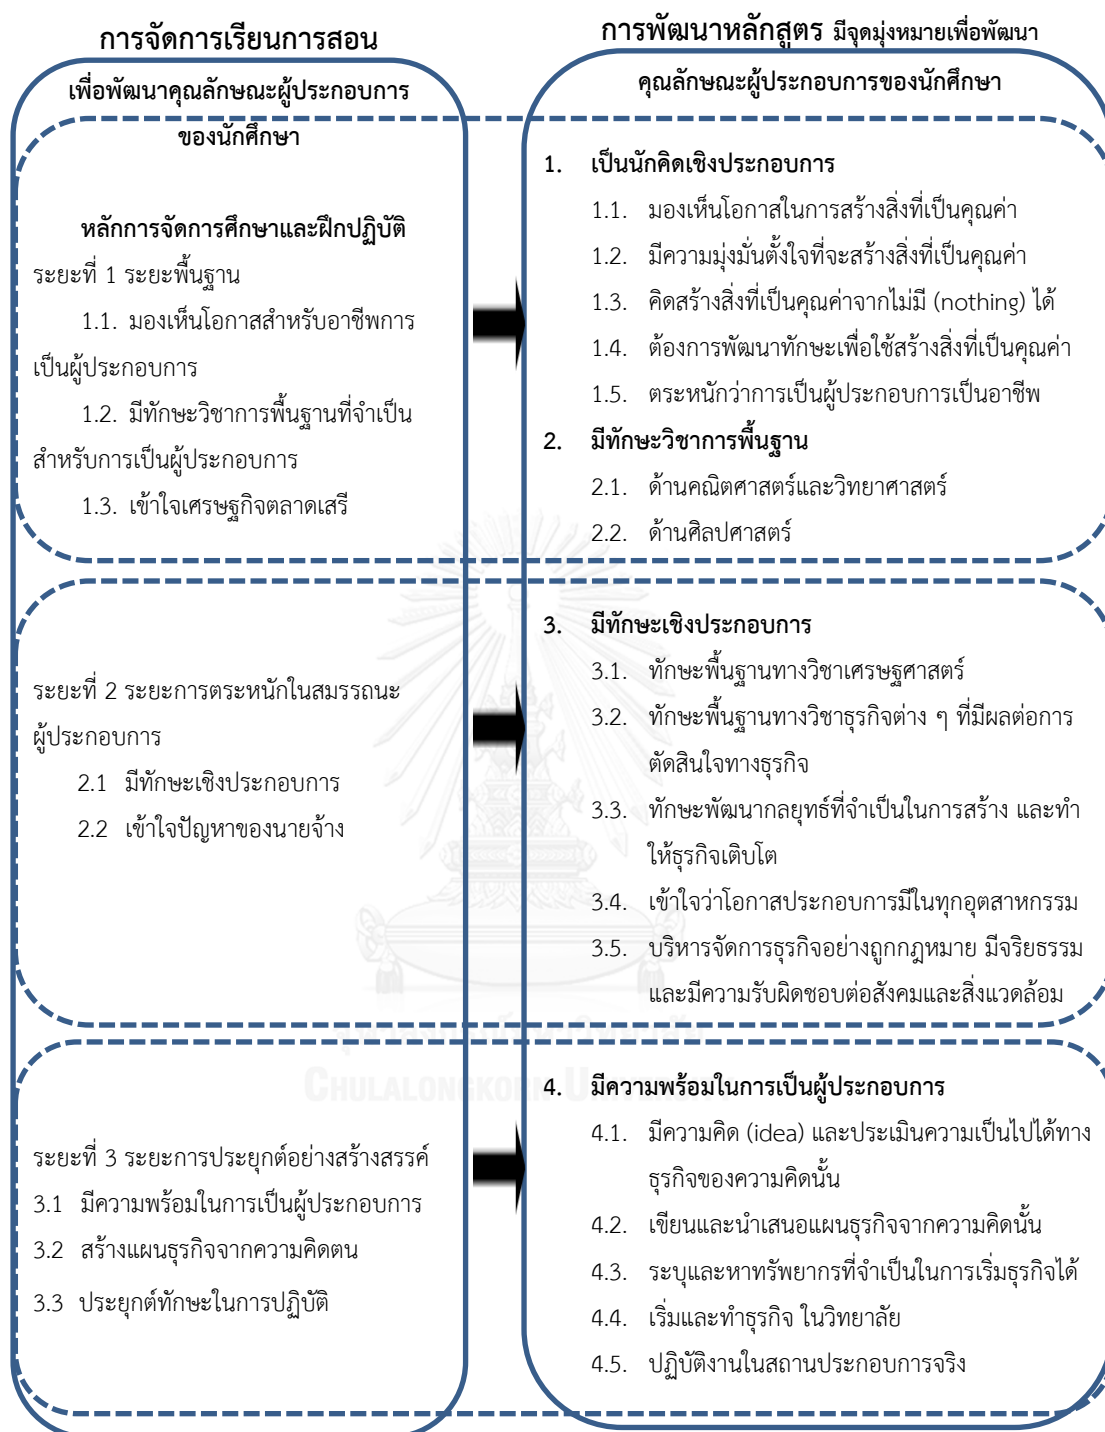 การจัดการเรียนการสอน
เพื่อพัฒนาคุณลักษณะผู้ประกอบการ
ของนักศึกษา
หลักการจัดการศึกษาและฝึกปฏิบัติ
ระยะที่ 1 ระยะพื้นฐาน
1.1. มองเห็นโอกาสสำหรับอาชีพการ
เป็นผู้ประกอบการ
1.2. มีทักษะวิชาการพื้นฐานที่จำเป็น
สำหรับการเป็นผู้ประกอบการ
1.3. เข้าใจเศรษฐกิจตลาดเสรี
ระยะที่ 2 ระยะการตระหนักในสมรรถนะ
ผู้ประกอบการ
2.1 มีทักษะเชิงประกอบการ
2.2 เข้าใจปัญหาของนายจ้าง
ระยะที่ 3 ระยะการประยุกต์อย่างสร้างสรรค์
3.1 มีความพร้อมในการเป็นผู้ประกอบการ
3.2 สร้างแผนธุรกิจจากความคิดตน
3.3 ประยุกต์ทักษะในการปฏิบัติ
การพัฒนาหลักสูตร มีจุดมุ่งหมายเพื่อพัฒนา
คุณลักษณะผู้ประกอบการของนักศึกษา
1. เป็นนักคิดเชิงประกอบการ
1.1. มองเห็นโอกาสในการสร้างสิ่งที่เป็นคุณค่า
1.2. มีความมุ่งมั่นตั้งใจที่จะสร้างสิ่งที่เป็นคุณค่า
1.3. คิดสร้างสิ่งที่เป็นคุณค่าจากไม่มี (nothing) ได้
1.4. ต้องการพัฒนาทักษะเพื่อใช้สร้างสิ่งที่เป็นคุณค่า
1.5. ตระหนักว่าการเป็นผู้ประกอบการเป็นอาชีพ
2. มีทักษะวิชาการพื้นฐาน
2.1. ด้านคณิตศาสตร์และวิทยาศาสตร์
2.2. ด้านศิลปศาสตร์
3. มีทักษะเชิงประกอบการ
3.1. ทักษะพื้นฐานทางวิชาเศรษฐศาสตร์
3.2. ทักษะพื้นฐานทางวิชาธุรกิจต่าง ๆ ที่มีผลต่อการ
ตัดสินใจทางธุรกิจ
3.3. ทักษะพัฒนากลยุทธ์ที่จำเป็นในการสร้าง และทำ
ให้ธุรกิจเติบโต
3.4. เข้าใจว่าโอกาสประกอบการมีในทุกอุตสาหกรรม
3.5. บริหารจัดการธุรกิจอย่างถูกกฎหมาย มีจริยธรรม
และมีความรับผิดชอบต่อสังคมและสิ่งแวดล้อม
4. มีความพร้อมในการเป็นผู้ประกอบการ
4.1. มีความคิด (idea) และประเมินความเป็นไปได้ทาง
ธุรกิจของความคิดนั้น
4.2. เขียนและนำเสนอแผนธุรกิจจากความคิดนั้น
4.3. ระบุและหาทรัพยากรที่จำเป็นในการเริ่มธุรกิจได้
4.4. เริ่มและทำธุรกิจ ในวิทยาลัย
4.5. ปฏิบัติงานในสถานประกอบการจริง
CHULALONGKORN UNIVERSITY